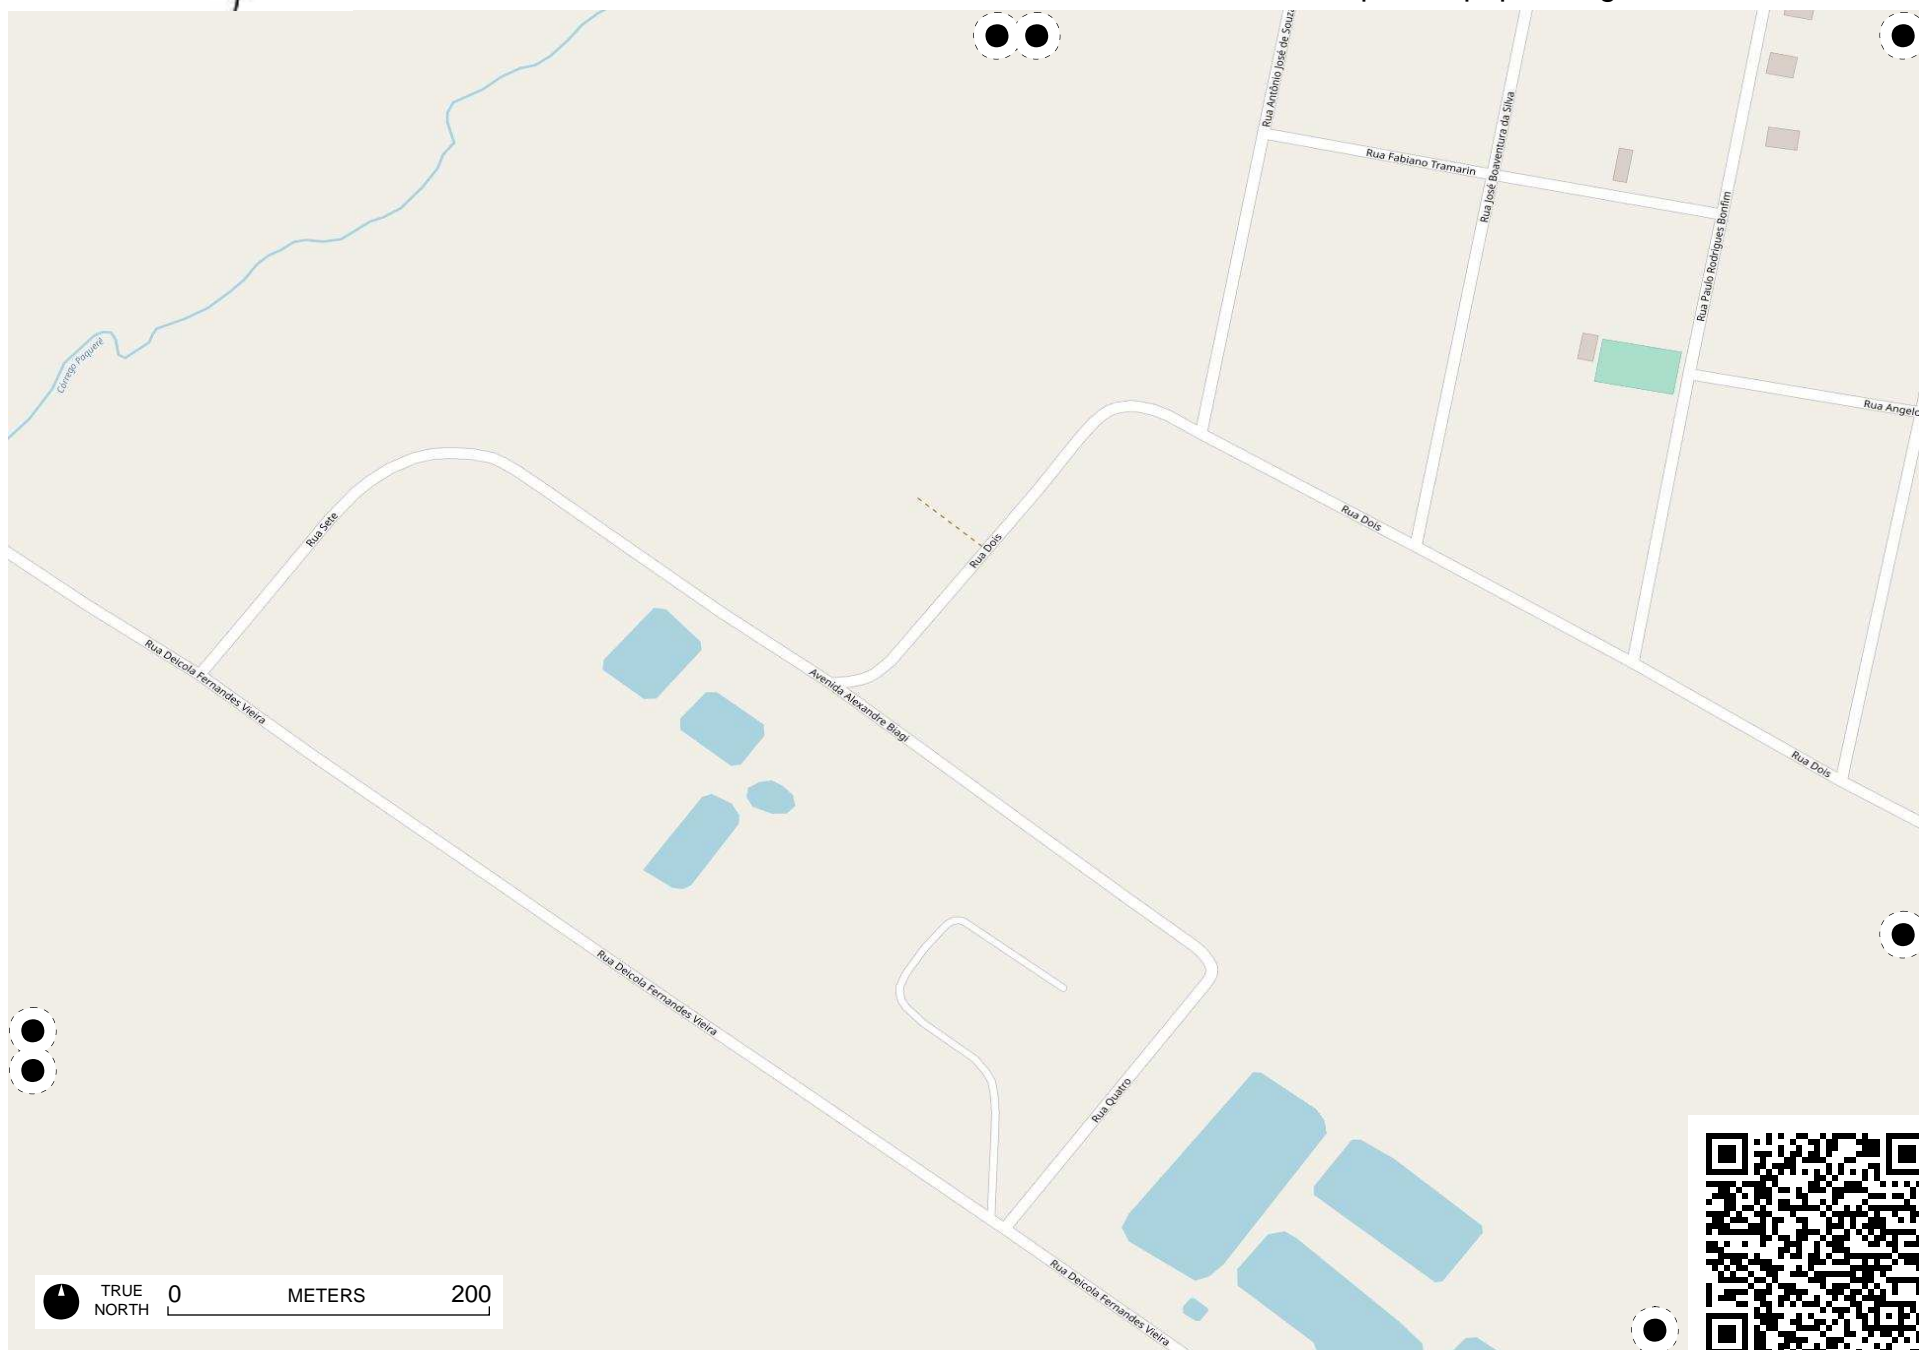 Rua Antônio José de Souza
Rua Fabiano Tramarin
Rua José Boaventura da Silva
Rua Paulo Rodrigues Bonfim
Córrego Paqueré
Rua Angelo
Rua Sete
Rua Dois
Rua Dois
Rua Deicola Fernandes Vieira
Avenida Alexandre Biagi
Rua Dois
Rua Deicola Fernandes Vieira
Rua Quatro
Rua Deicola Fernandes Vieira
TRUE
NORTH
0 METERS 200